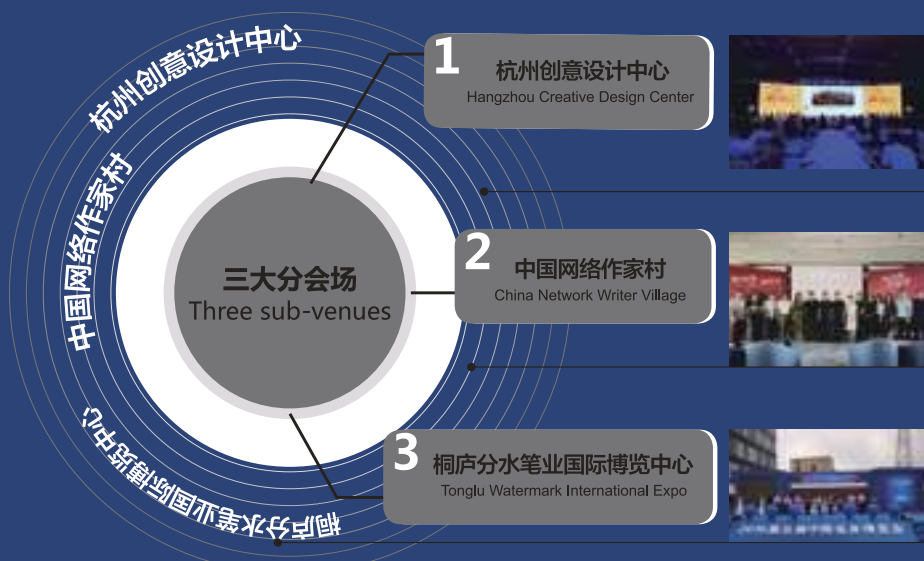 杭州创意设计中心
中国网络作家村
桐庐分水笔业国际博览中心
三大分会场
Three sub-venues
1
杭州创意设计中心
Hangzhou Creative Design Center
2
中国网络作家村
China Network Writer Village
3
桐庐分水笔业国际博览中心
Tonglu Watermark International Expo